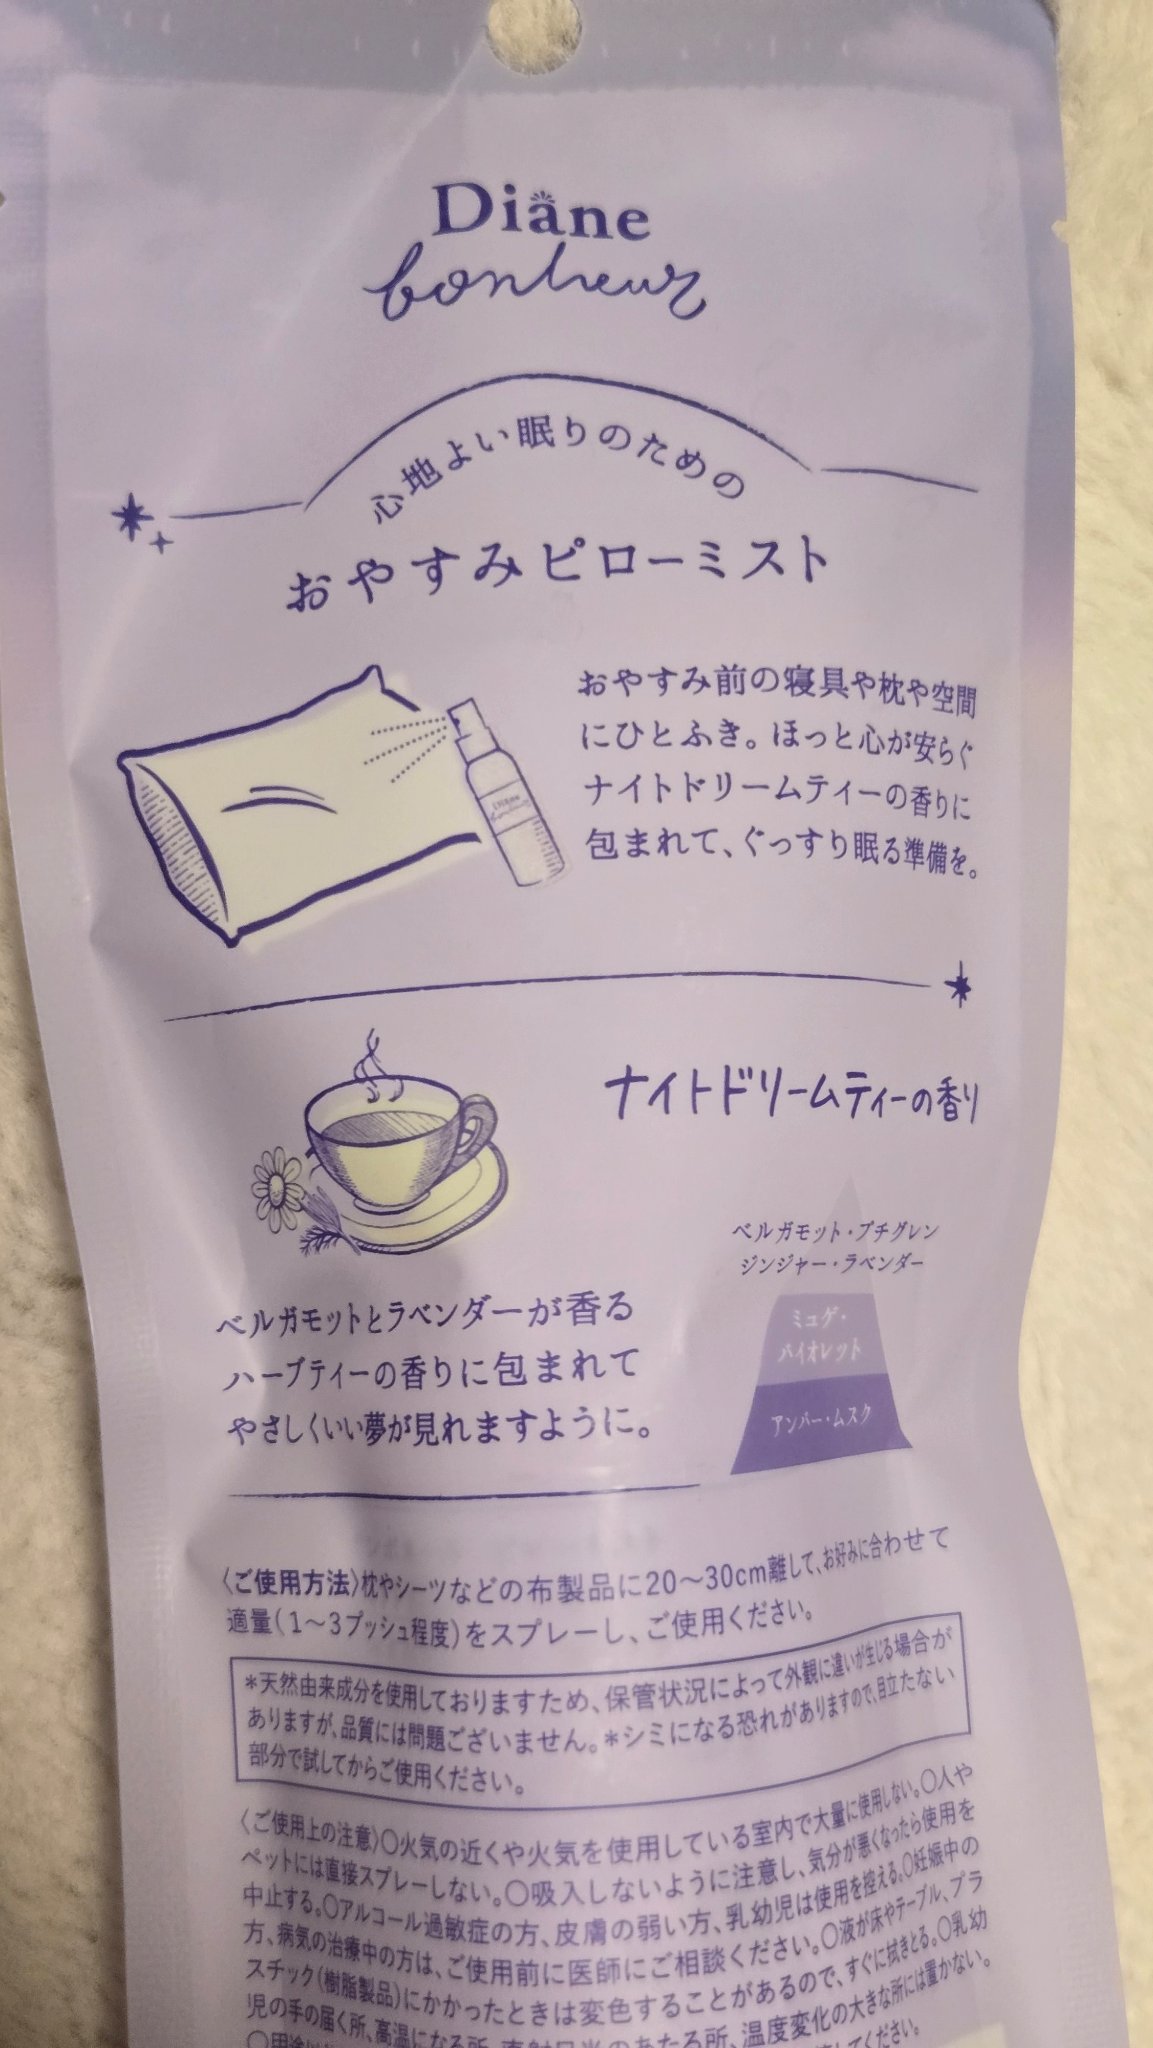 Diane
bonheur
心地よい眠りのための
おやすみピローミスト
おやすみ前の寝具や枕や空間
にひとふき。ほっと心が安らぐ
ナイトドリームティーの香りに
包まれて、ぐっすり眠る準備を。
ナイトドリームティーの香り
ベルガモット・プチグレン
ジンジャー・ラベンダー
ミュゲ・
バイオレット
アンバー・ムスク
ベルガモットとラベンダーが香る
ハーブティーの香りに包まれて
やさしくいい夢が見れますように。
〈ご使用方法〉枕やシーツなどの布製品に20〜30cm離して、お好みに合わせて
適量(1〜3プッシュ程度)をスプレーし、ご使用ください。
*天然由来成分を使用しておりますため、保管状況によって外観に違いが生じる場合が
ありますが、品質には問題ございません。*シミになる恐れがありますので、目立たない
部分で試してからご使用ください。
〈ご使用上の注意〉○火気の近くや火気を使用している室内で大量に使用しない。○人や
ペットには直接スプレーしない。○吸入しないように注意し、気分が悪くなったら使用を
中止する。○アルコール過敏症の方、皮膚の弱い方、乳幼児は使用を控える。○妊娠中の
方、病気の治療中の方は、ご使用前に医師にご相談ください。○液が床やテーブル、プラ
スチック(樹脂製品)にかかったときは変色することがあるので、すぐに拭きとる。○乳幼
児の手の届く所、高温になる所、直射日光のあたる所、温度変化の大きな所には置かない。
○用途以
てください。